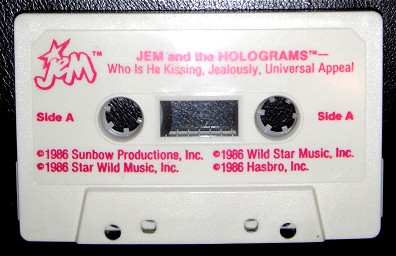 JEM™
JEM and the HOLOGRAMS™—
Who Is He Kissing, Jealously, Universal Appeal
Side A
Side A
©1986 Sunbow Productions, Inc.
©1986 Wild Star Music, Inc.
©1986 Star Wild Music, Inc.
©1986 Hasbro, Inc.